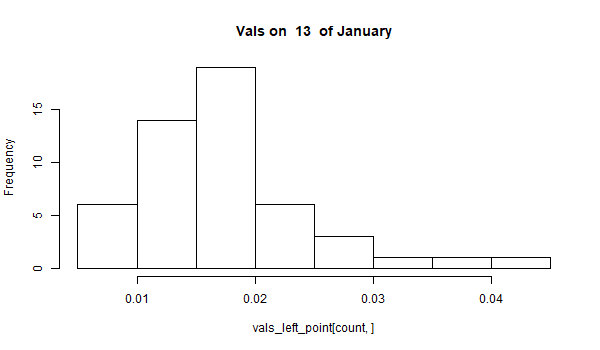 Vals on  13  of January
Frequency
15
10
5
0
0.01 0.02 0.03 0.04
vals_left_point[count, ]